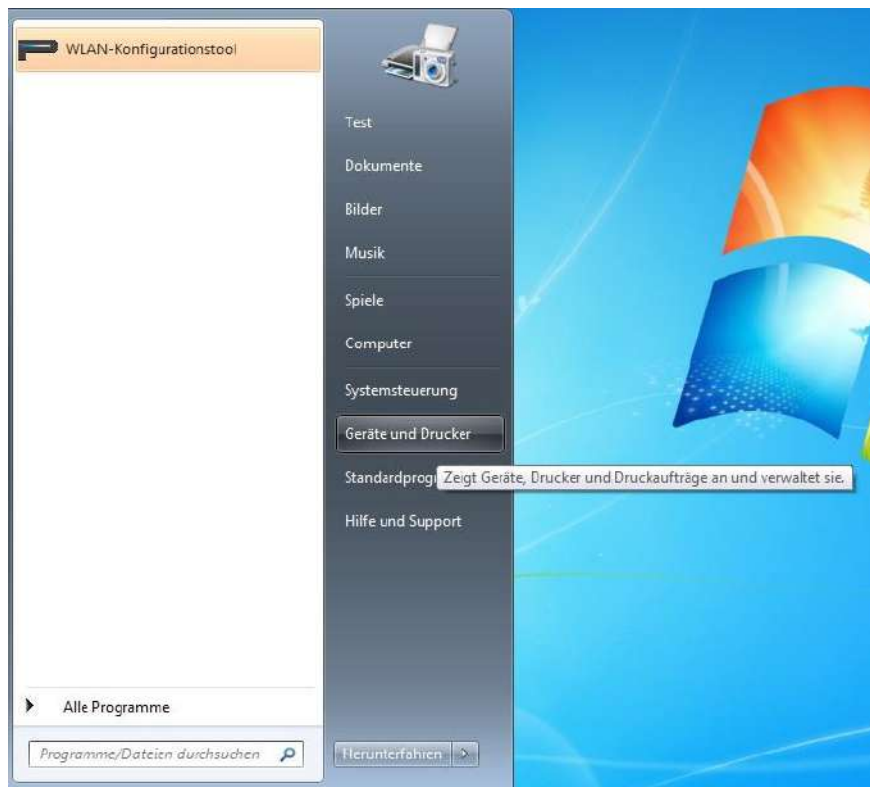 WLAN-Konfigurationstool
Test
Dokumente
Bilder
Musik
Spiele
Computer
Systemsteuerung
Geräte und Drucker
Standardprog
Zeigt Geräte, Drucker und Druckaufträge an und verwaltet sie.
Hilfe und Support
Alle Programme
Programme/Dateien durchsuchen
Herunterfahren